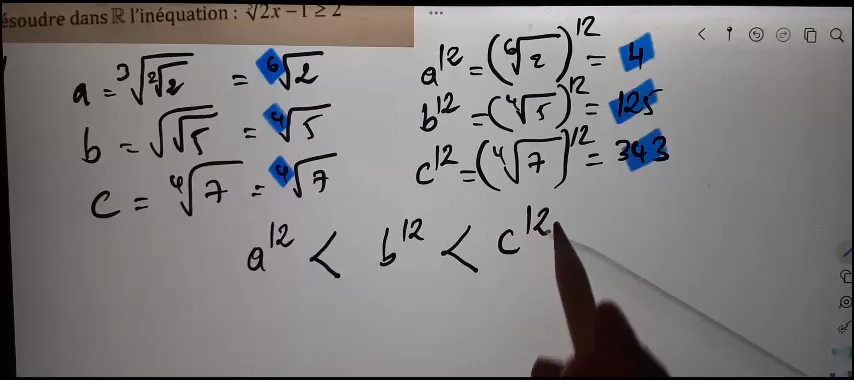 ésoudre dans ℝ l'inéquation : ∛2x − 1 ≥ 2
a = ∛(²√2) = ⁶√2
b = √√5 = ⁴√5
c = ⁴√7 = ⁴√7
a¹² = (⁶√2)¹² = 4
b¹² = (⁴√5)¹² = 125
c¹² = (⁴√7)¹² = 343
a¹² < b¹² < c¹²